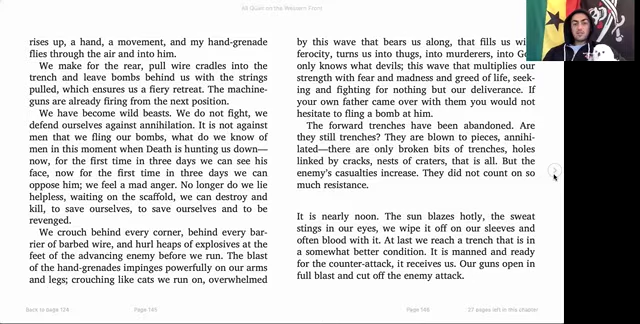 All Quiet on the Western Front
rises up, a hand, a movement, and my hand-grenade
flies through the air and into him.
We make for the rear, pull wire cradles into the
trench and leave bombs behind us with the strings
pulled, which ensures us a fiery retreat. The machine-
guns are already firing from the next position.
We have become wild beasts. We do not fight, we
defend ourselves against annihilation. It is not against
men that we fling our bombs, what do we know of
men in this moment when Death is hunting us down—
now, for the first time in three days we can see his
face, now for the first time in three days we can
oppose him; we feel a mad anger. No longer do we lie
helpless, waiting on the scaffold, we can destroy and
kill, to save ourselves, to save ourselves and to be
revenged.
We crouch behind every corner, behind every bar-
rier of barbed wire, and hurl heaps of explosives at the
feet of the advancing enemy before we run. The blast
of the hand-grenades impinges powerfully on our arms
and legs; crouching like cats we run on, overwhelmed
Back to page 124
Page 145
by this wave that bears us along, that fills us
ferocity, turns us into thugs, into murderers, into
only knows what devils; this wave that multiplies our
strength with fear and madness and greed of life, seek-
ing and fighting for nothing but our deliverance. If
your own father came over with them you would not
hesitate to fling a bomb at him.
The forward trenches have been abandoned. Are
they still trenches? They are blown to pieces, annihi-
lated—there are only broken bits of trenches, holes
linked by cracks, nests of craters, that is all. But the
enemy's casualties increase. They did not count on so
much resistance.
It is nearly noon. The sun blazes hotly, the sweat
stings in our eyes, we wipe it off on our sleeves and
often blood with it. At last we reach a trench that is in
a somewhat better condition. It is manned and ready
for the counter-attack, it receives us. Our guns open in
full blast and cut off the enemy attack.
Page 146
27 pages left in this chapter